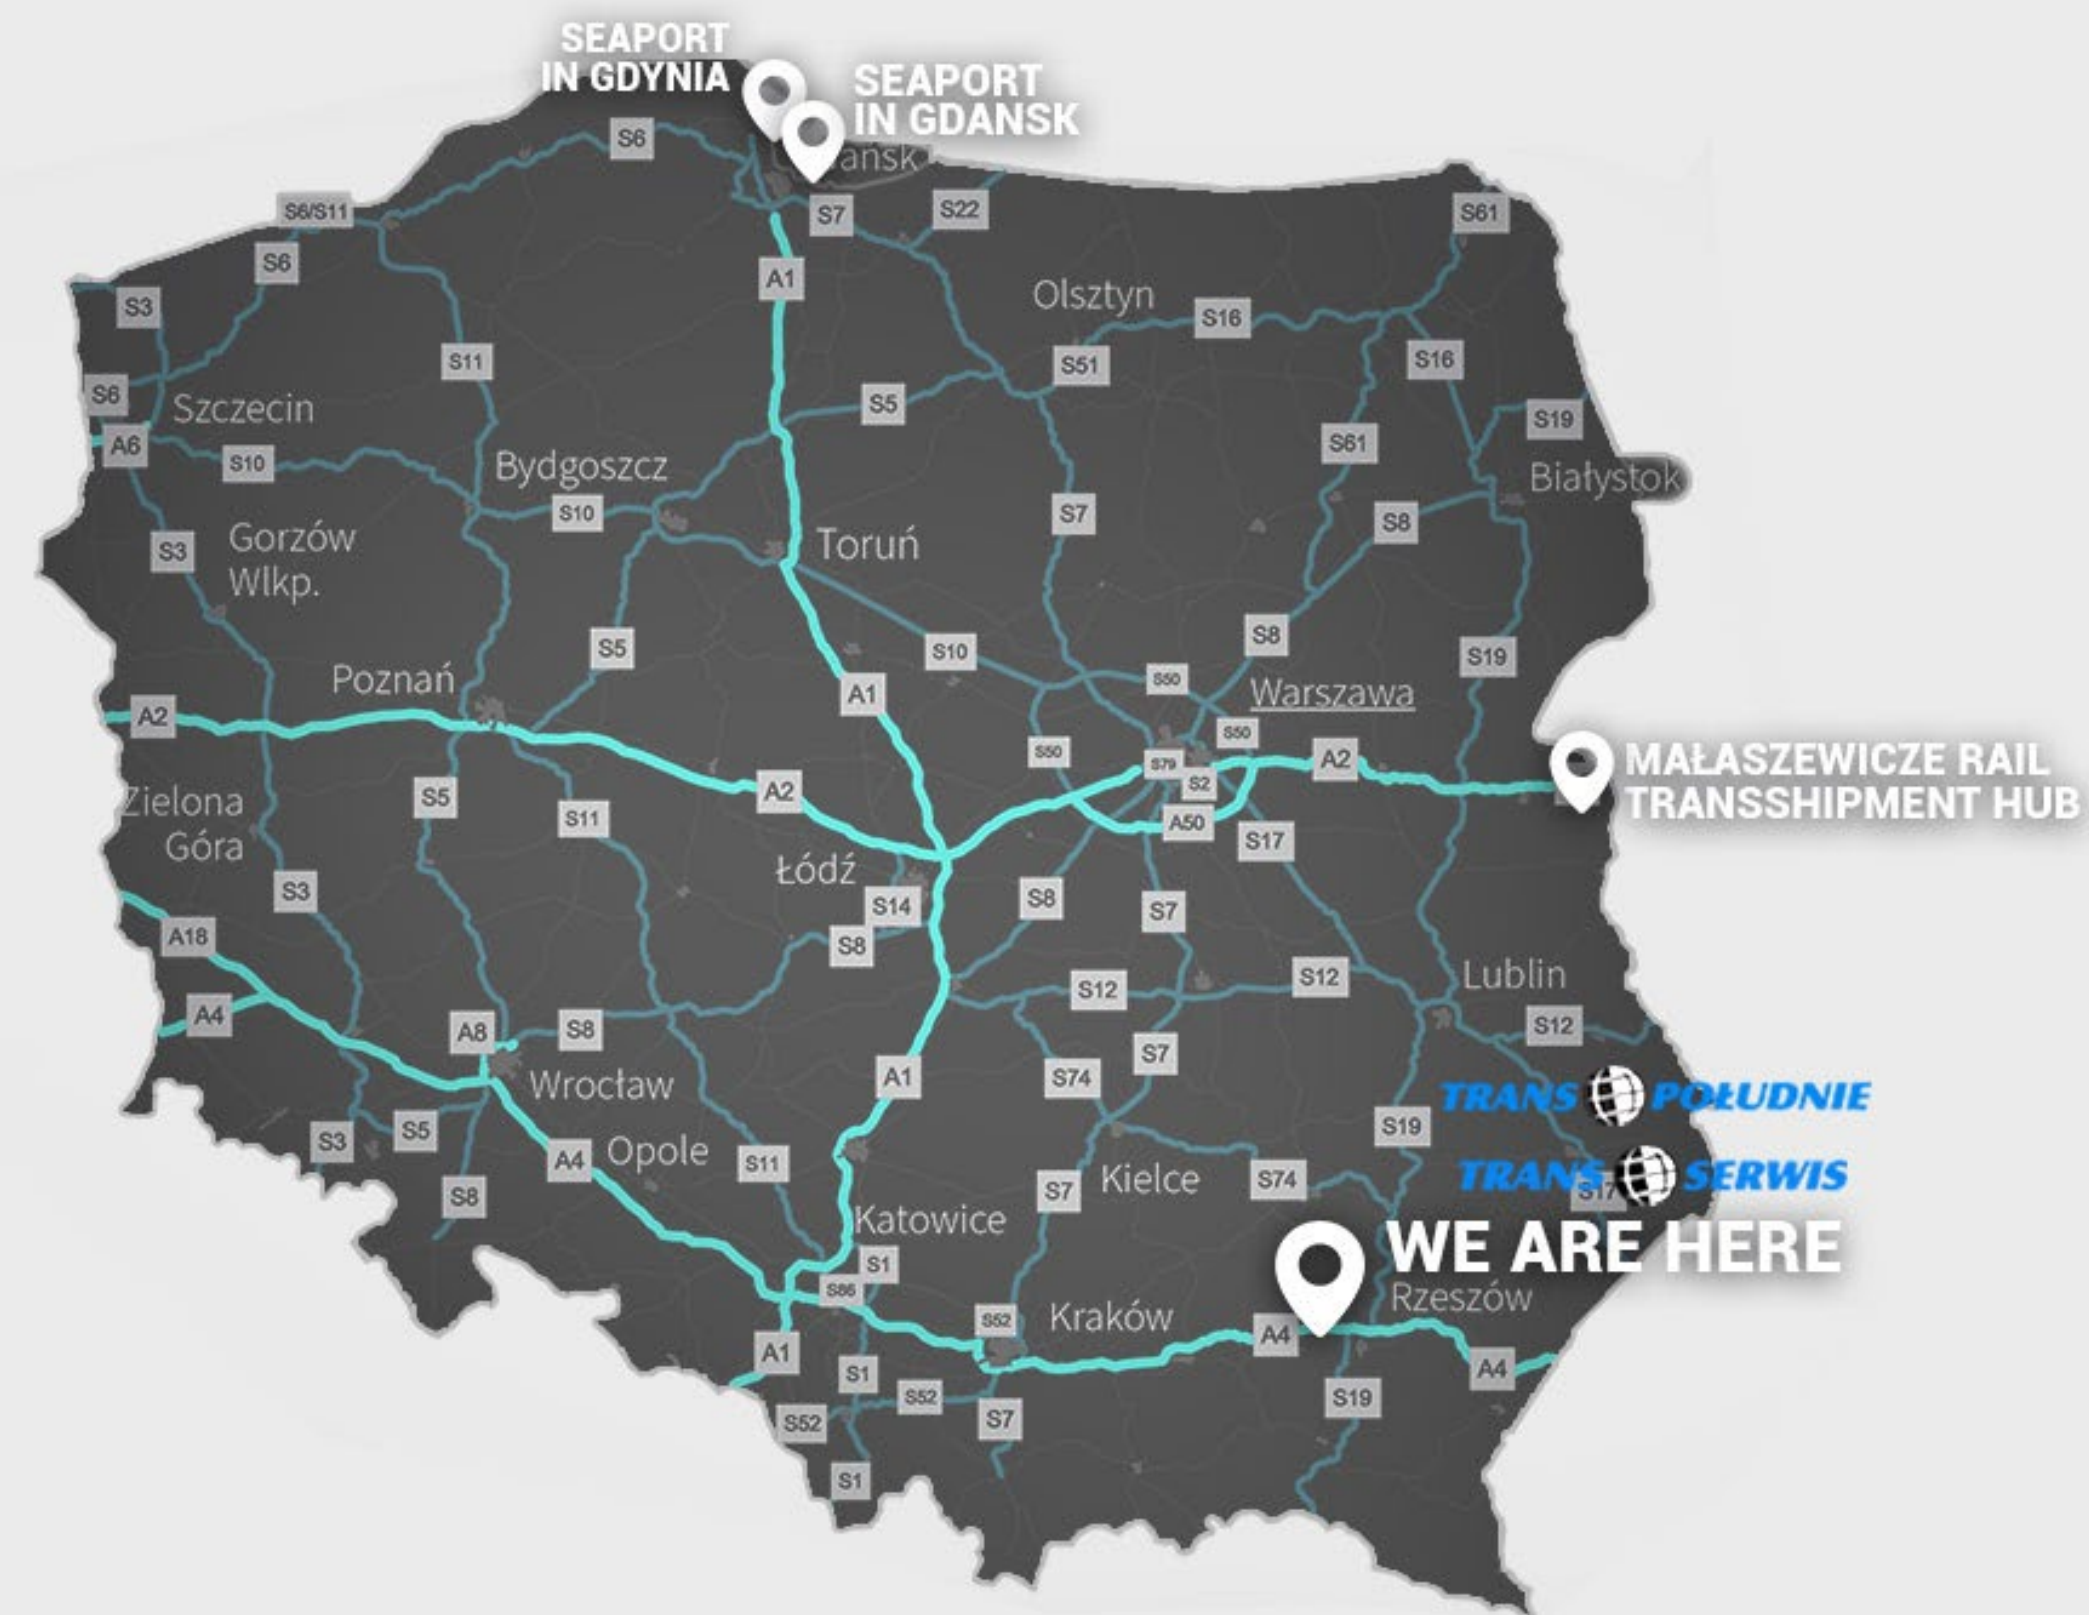 SEAPORT
IN GDYNIA
SEAPORT
IN GDANSK
S6
S6/S11
S7
S22
S61
S6
A1
S3
Olsztyn
S16
S11
S51
S16
S6
Szczecin
S5
S19
A6
S10
Bydgoszcz
S61
Białystok
S10
S7
S8
S3
Gorzów
Wlkp.
Toruń
S5
S10
S8
S19
Poznań
A1
S50
Warszawa
A2
S50
S50
A2
MAŁASZEWICZE RAIL
TRANSSHIPMENT HUB
S79
S2
A2
S5
Zielona
Góra
S11
A50
S17
Łódź
S3
S14
S8
S7
A18
S8
Lublin
S12
S12
A4
A8
S8
S12
S7
Wrocław
A1
S74
TRANS POŁUDNIE
S3
S5
S19
Opole
A4
S11
Kielce
S7
S74
TRANS SERWIS
S17
S8
Katowice
WE ARE HERE
S1
S86
Rzeszów
S52
Kraków
A4
A1
S1
A4
S52
S19
S52
S7
S1